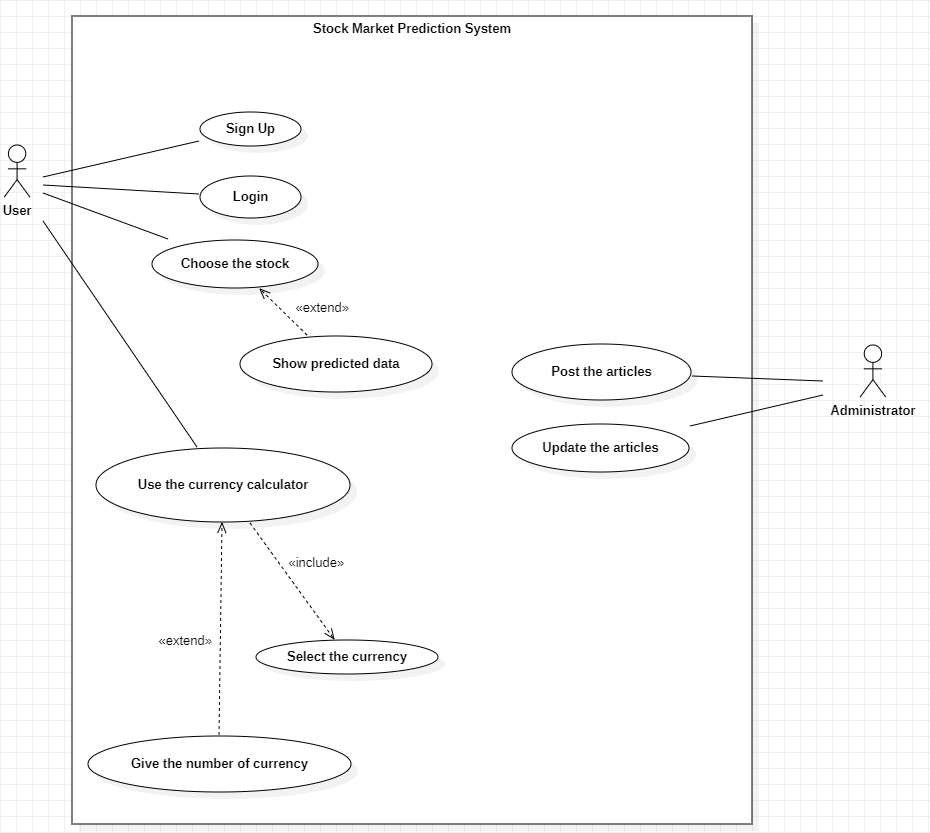 Stock Market Prediction System
Sign Up
Login
User
Choose the stock
«extend»
Show predicted data
Post the articles
Administrator
Update the articles
Use the currency calculator
«include»
«extend»
Select the currency
Give the number of currency